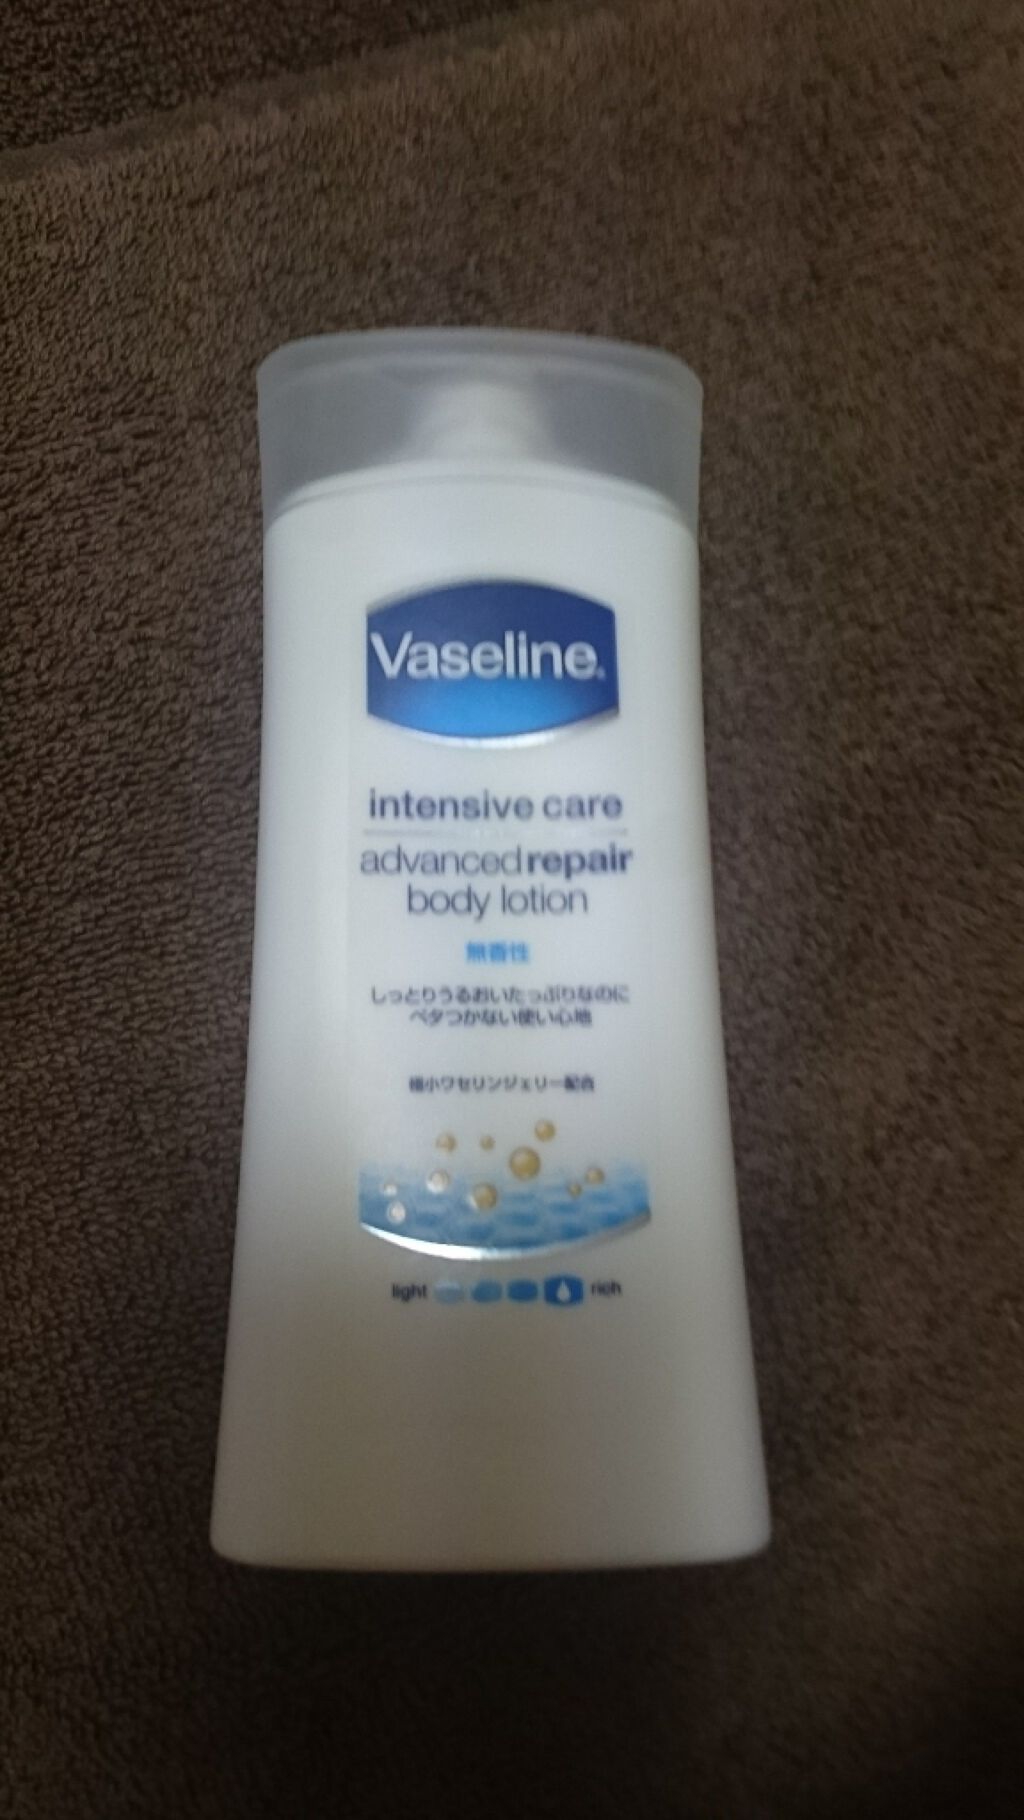 Vaseline.
intensive care
advanced repair
body lotion
無香性
しっとりうるおいたっぷりなのに
ベタつかない使い心地
極小ワセリンジェリー配合
light rich